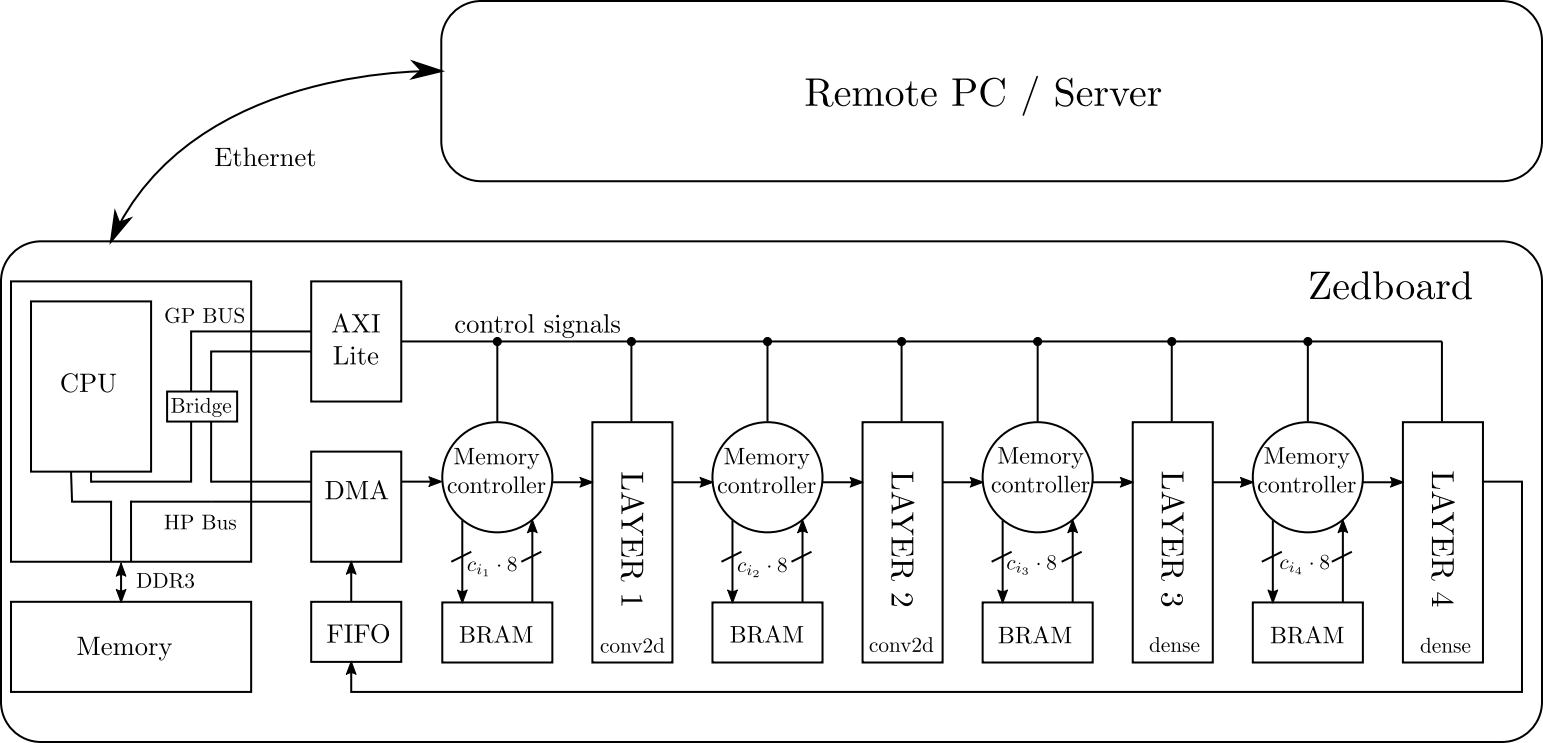 Remote PC / Server
Ethernet
Zedboard
GP BUS
AXI
Lite
control signals
CPU
Bridge
DMA
HP Bus
DDR3
Memory
FIFO
Memory
controller
c_{i_1} · 8
BRAM
LAYER 1
conv2d
Memory
controller
c_{i_2} · 8
BRAM
LAYER 2
conv2d
Memory
controller
c_{i_3} · 8
BRAM
LAYER 3
dense
Memory
controller
c_{i_4} · 8
BRAM
LAYER 4
dense